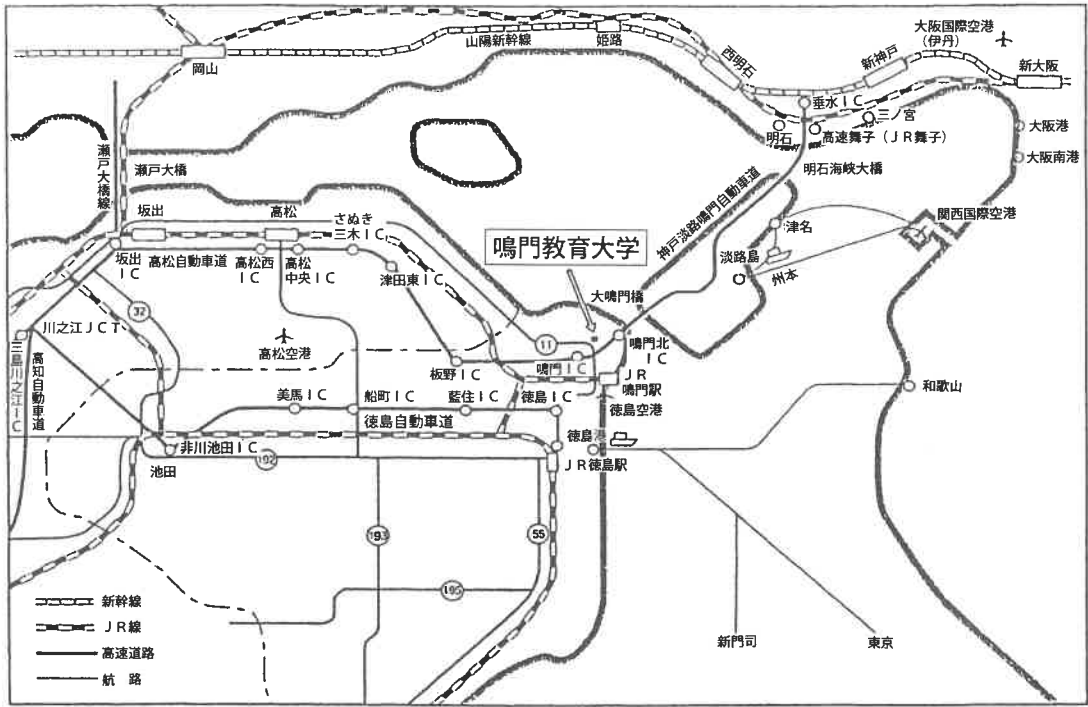 大阪国際空港
（伊丹）
山陽新幹線
姫路
岡山
西明石
新神戸
新大阪
垂水ＩＣ
三ノ宮
明石
高速舞子（ＪＲ舞子）
大阪港
大阪南港
瀬戸大橋線
瀬戸大橋
明石海峡大橋
神戸淡路鳴門自動車道
関西国際空港
津名
淡路島
州本
坂出
高松
さぬき
三木ＩＣ
坂出
ＩＣ
高松自動車道
高松西
ＩＣ
高松
中央ＩＣ
津田東ＩＣ
鳴門教育大学
大鳴門橋
32
川之江ＪＣＴ
高松空港
11
鳴門北
ＩＣ
三島川之江ＩＣ
高知自動車道
板野ＩＣ
鳴門ＩＣ
ＪＲ
鳴門駅
和歌山
美馬ＩＣ
船町ＩＣ
藍住ＩＣ
徳島ＩＣ
徳島空港
徳島自動車道
徳島港
非川池田ＩＣ
池田
192
ＪＲ徳島駅
193
55
195
新門司
東京
新幹線
ＪＲ線
高速道路
航　路